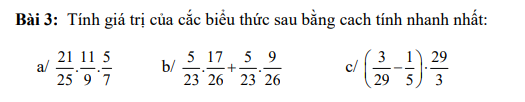 Bài 3: Tính giá trị của cắc biểu thức sau bằng cach tính nhanh nhất:
a/ 21/25 . 11/9 . 5/7    b/ 5/23 . 17/26 + 5/23 . 9/26    c/ (3/29 − 1/5) . 29/3